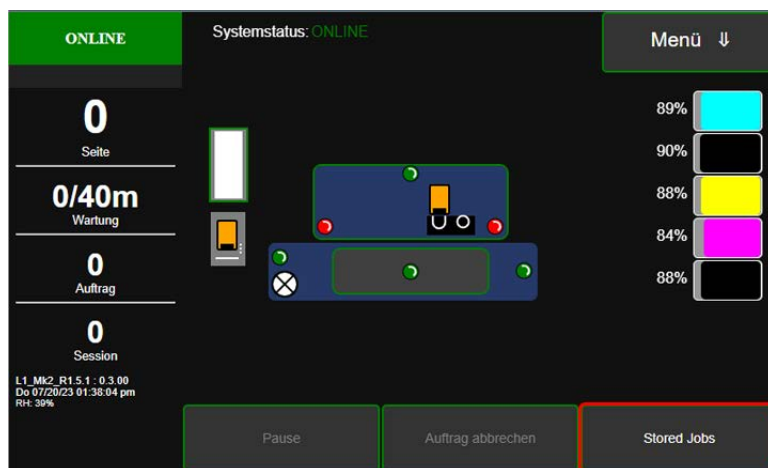 ONLINE
Systemstatus: ONLINE
Menü ⇓
0
Seite
0/40m
Wartung
0
Auftrag
0
Session
L1_Mk2_R1.5.1 : 0.3.00
Do 07/20/23 01:38:04 pm
RH: 39%
89%
90%
88%
84%
88%
Pause
Auftrag abbrechen
Stored Jobs